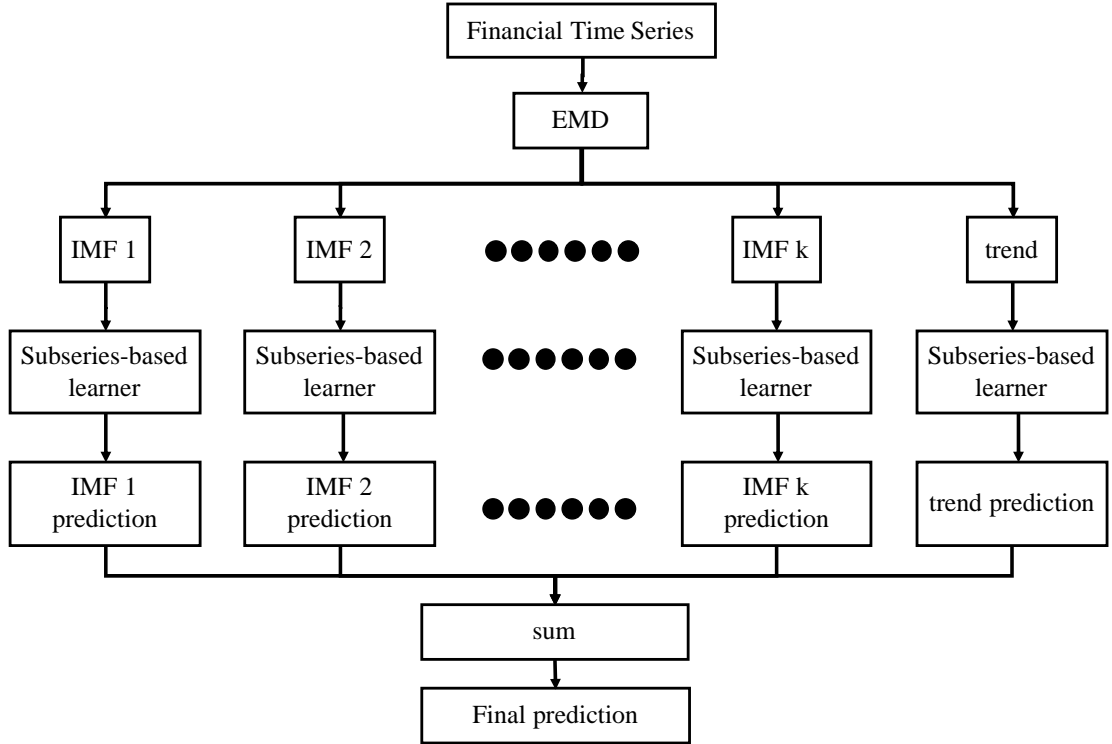 Financial Time Series
EMD
IMF 1
IMF 2
IMF k
trend
Subseries-based
learner
Subseries-based
learner
Subseries-based
learner
Subseries-based
learner
IMF 1
prediction
IMF 2
prediction
IMF k
prediction
trend prediction
sum
Final prediction